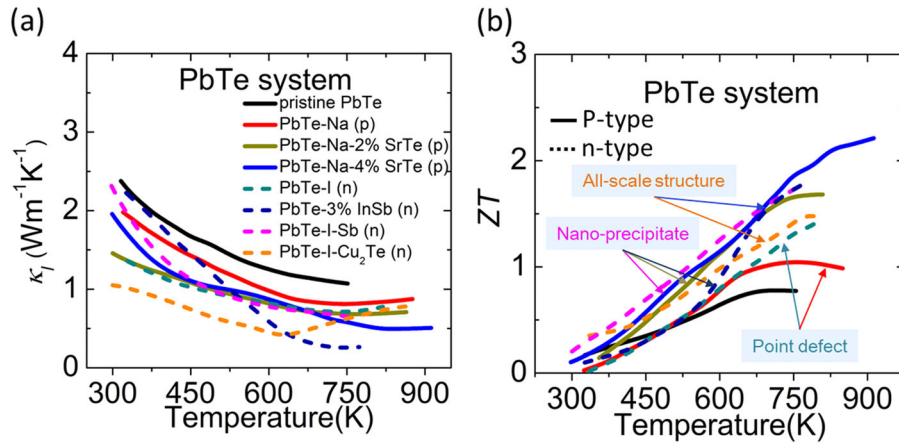 (a)
4
3
2
1
0
κl (Wm⁻¹K⁻¹)
PbTe system
pristine PbTe
PbTe-Na (p)
PbTe-Na-2% SrTe (p)
PbTe-Na-4% SrTe (p)
PbTe-I (n)
PbTe-3% InSb (n)
PbTe-I-Sb (n)
PbTe-I-Cu₂Te (n)
300 450 600 750 900
Temperature(K)
(b)
3
2
1
0
ZT
PbTe system
P-type
n-type
All-scale structure
Nano-precipitate
Point defect
300 450 600 750 900
Temperature(K)